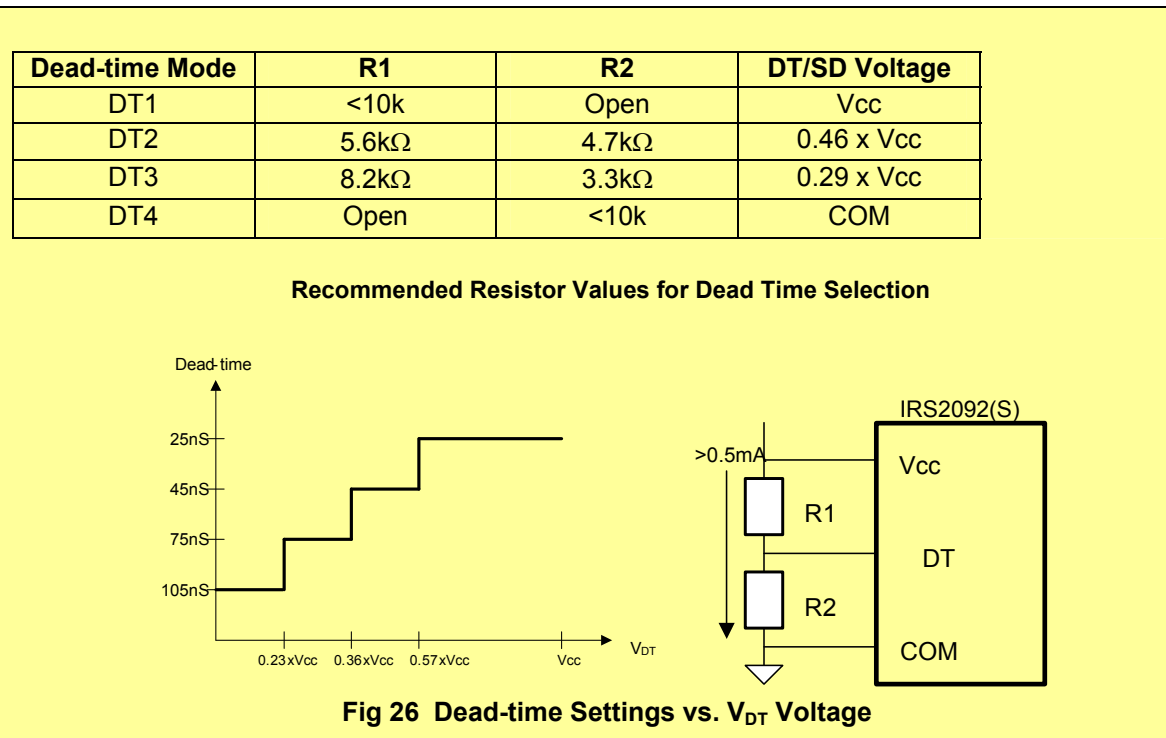 Dead-time Mode R1 R2 DT/SD Voltage
DT1 <10k Open Vcc
DT2 5.6kΩ 4.7kΩ 0.46 x Vcc
DT3 8.2kΩ 3.3kΩ 0.29 x Vcc
DT4 Open <10k COM
Recommended Resistor Values for Dead Time Selection
Dead-time
25nS
45nS
75nS
105nS
0.23xVcc 0.36xVcc 0.57xVcc Vcc
VDT
IRS2092(S)
>0.5mA
Vcc
R1
DT
R2
COM
Fig 26 Dead-time Settings vs. VDT Voltage